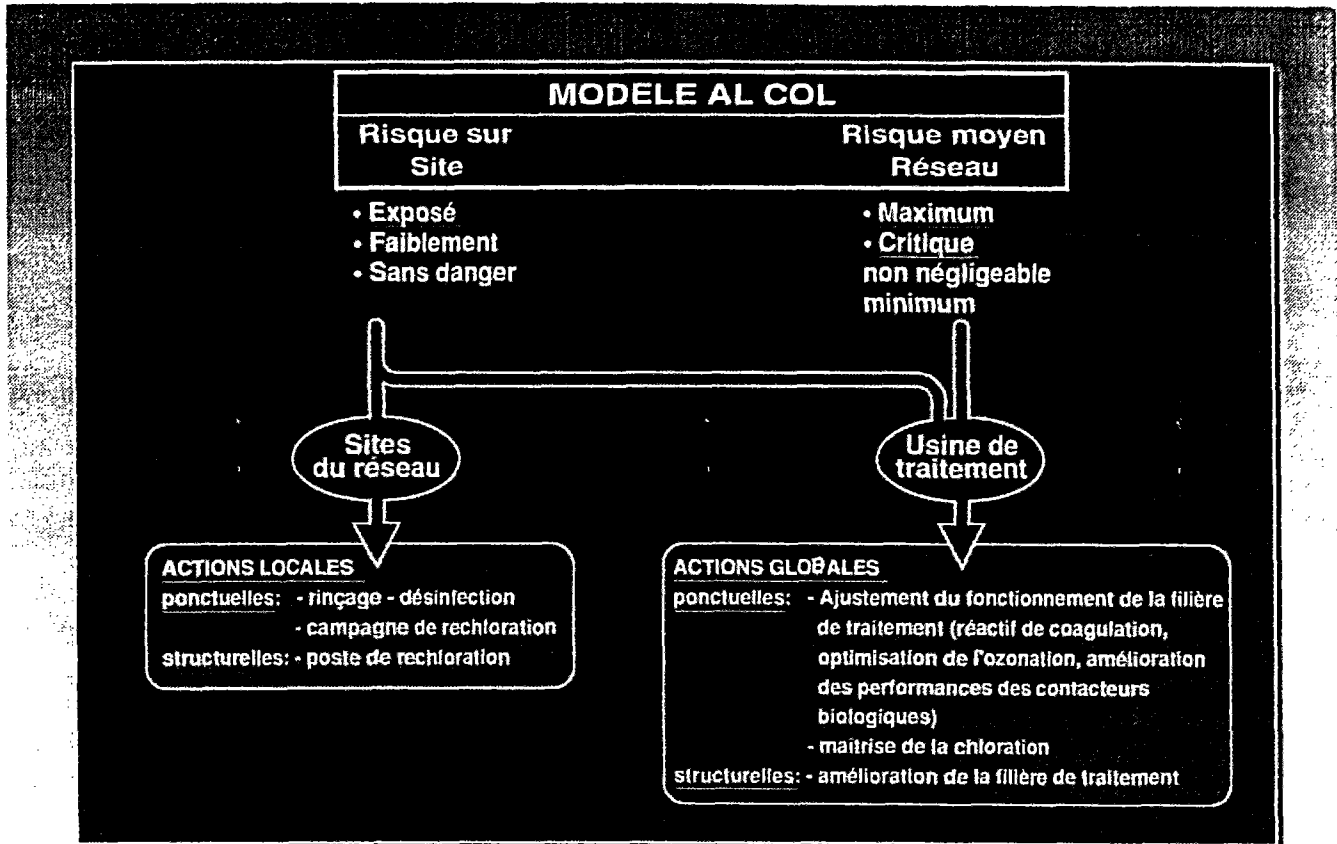 MODELE AL COL
Risque sur
Site
Risque moyen
Réseau
• Exposé
• Faiblement
• Sans danger
• Maximum
• Critique
non négligeable
minimum
Sites
du réseau
Usine de
traitement
ACTIONS LOCALES
ponctuelles: - rinçage - désinfection
- campagne de rechloration
structurelles: - poste de rechloration
ACTIONS GLOBALES
ponctuelles: - Ajustement du fonctionnement de la filière
de traitement (réactif de coagulation,
optimisation de l'ozonation, amélioration
des performances des contacteurs
biologiques)
- maîtrise de la chloration
structurelles: - amélioration de la filière de traitement